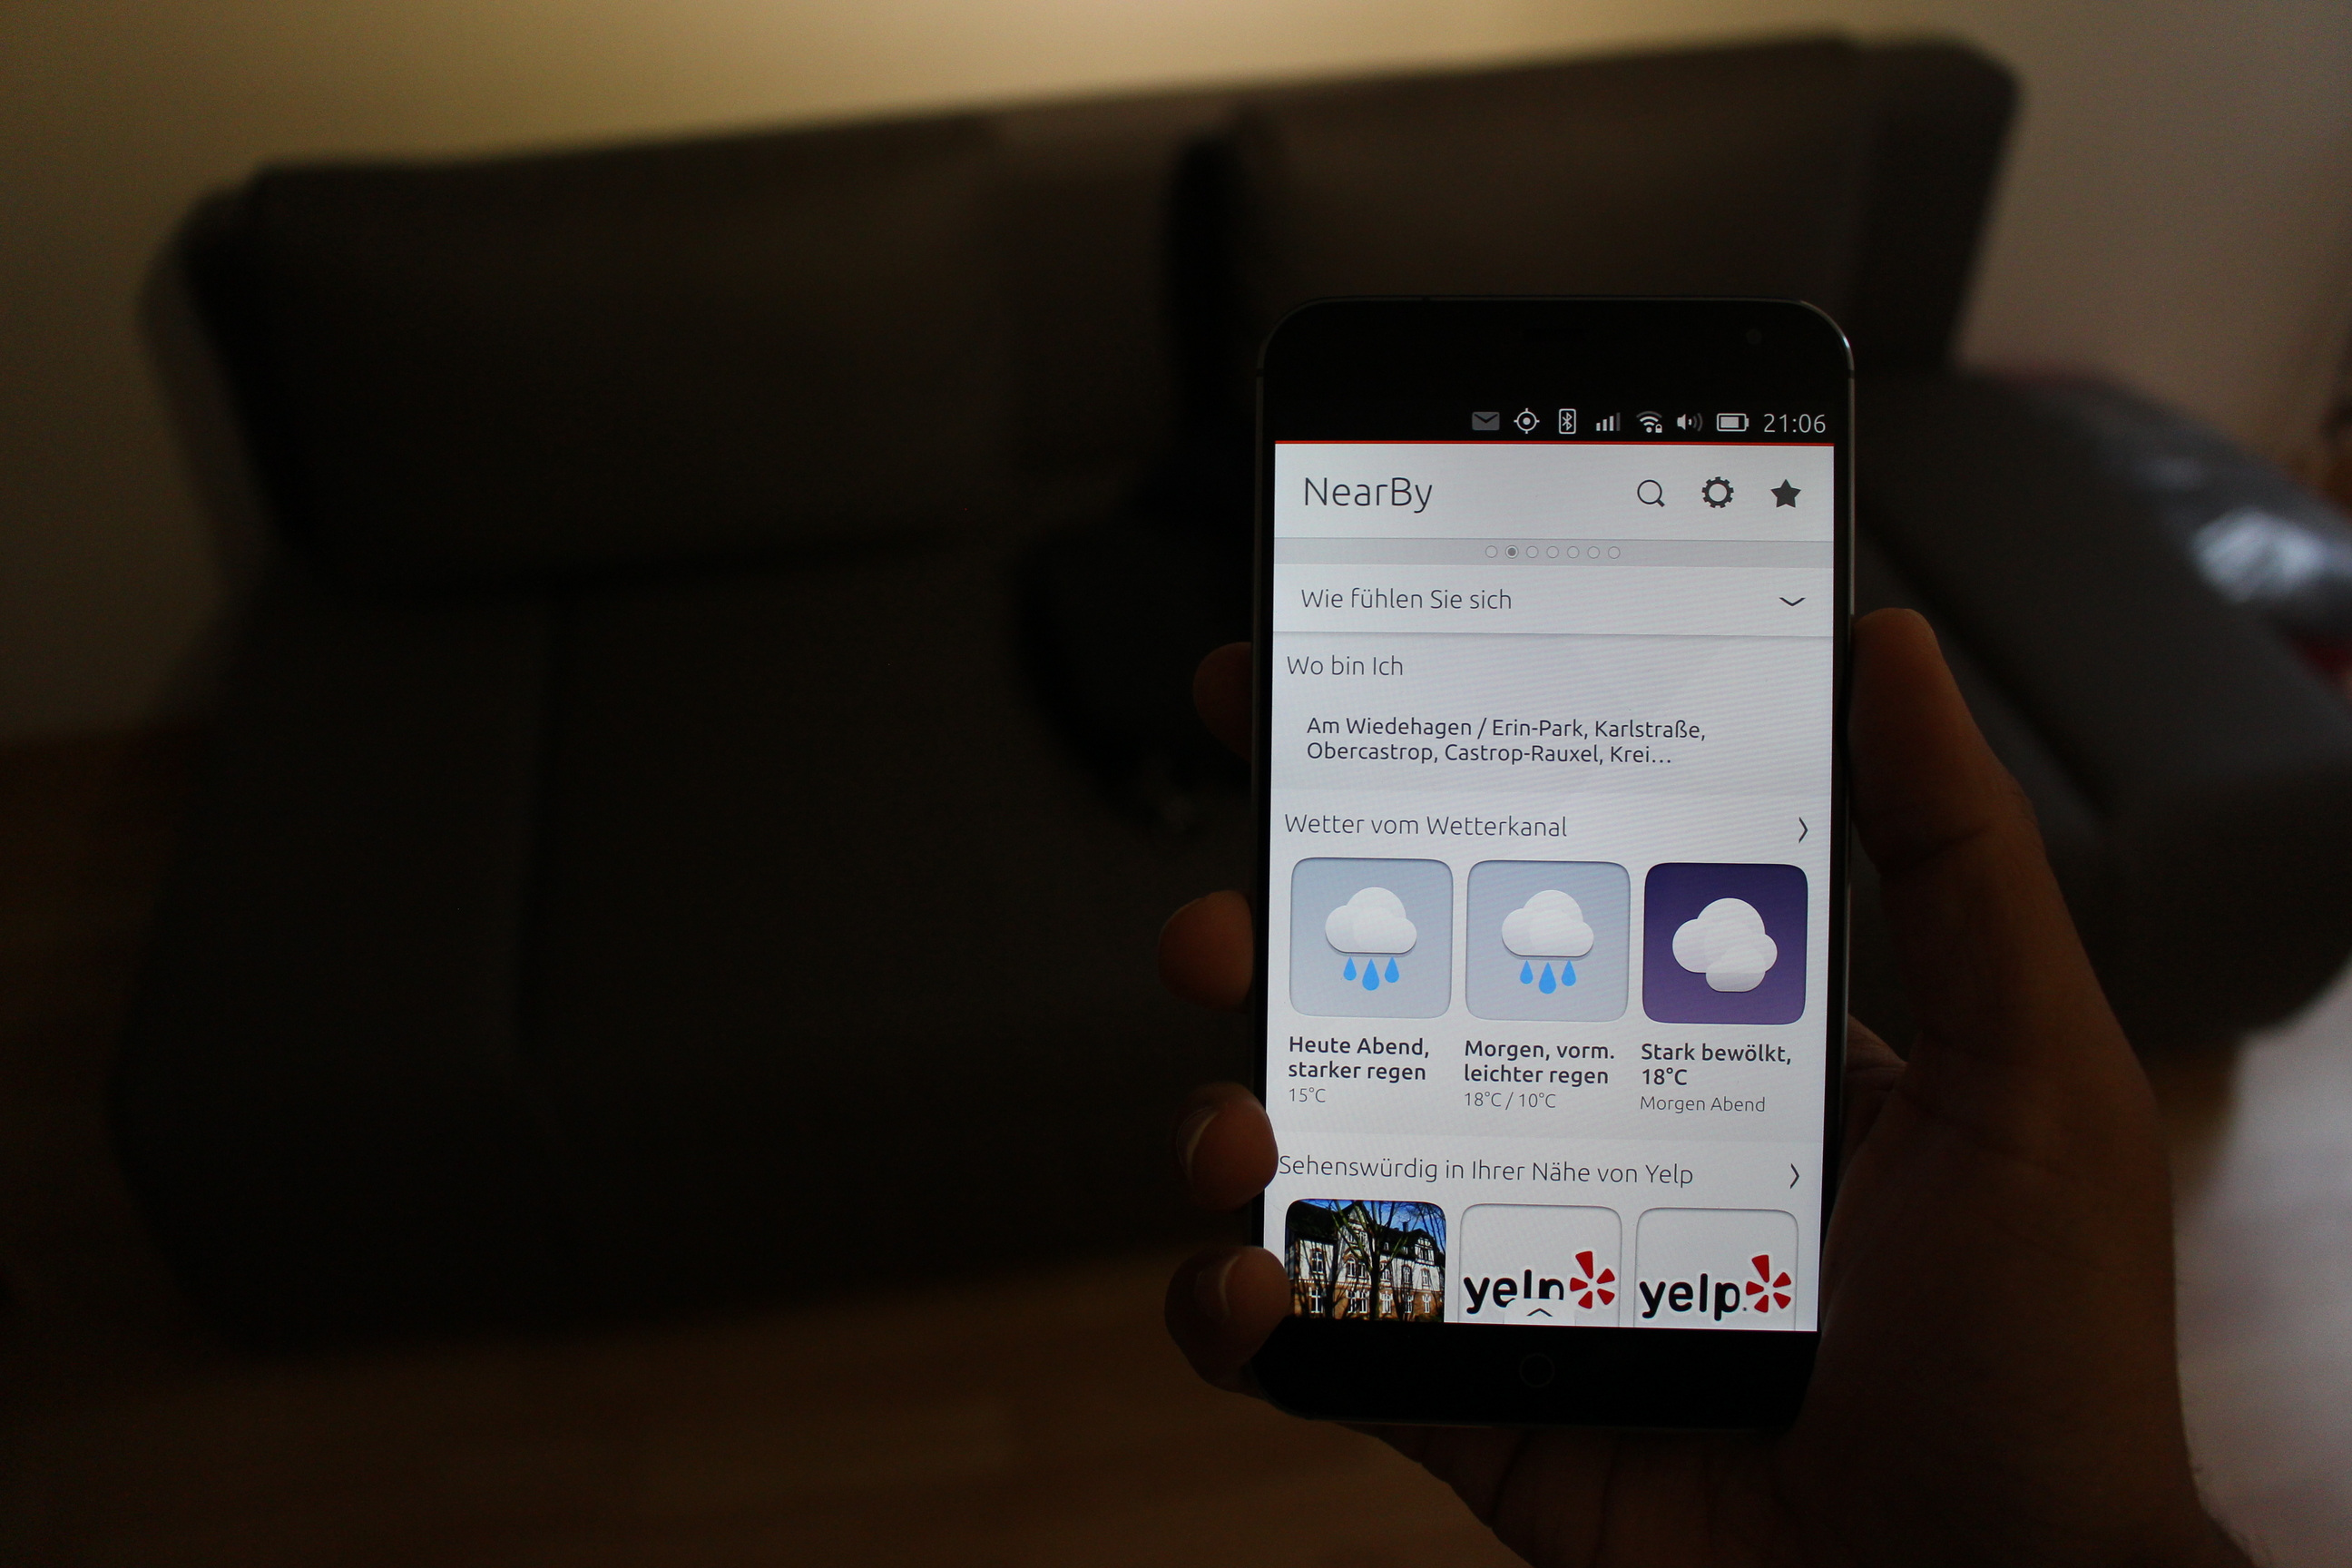 21:06
NearBy
Wie fühlen Sie sich
Wo bin Ich
Am Wiedehagen / Erin-Park, Karlstraße,
Obercastrop, Castrop-Rauxel, Krei...
Wetter vom Wetterkanal
Heute Abend,
starker regen
15°C
Morgen, vorm.
leichter regen
18°C / 10°C
Stark bewölkt,
18°C
Morgen Abend
Sehenswürdig in Ihrer Nähe von Yelp
yelp
yelp